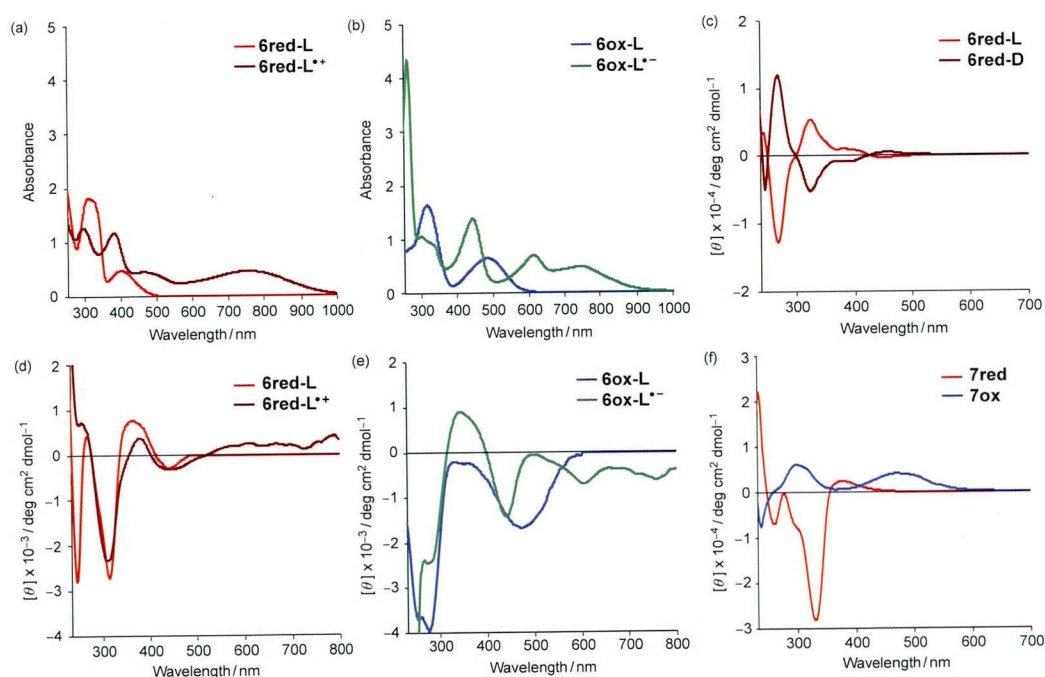 (a)
6red-L
6red-L•+
Absorbance
5
4
3
2
1
0
300 400 500 600 700 800 900 1000
Wavelength / nm
(b)
6ox-L
6ox-L•−
Absorbance
5
4
3
2
1
0
300 400 500 600 700 800 900 1000
Wavelength / nm
(c)
6red-L
6red-D
[θ] x 10−4 / deg cm2 dmol−1
2
1
0
−1
−2
300 400 500 600 700
Wavelength / nm
(d)
6red-L
6red-L•+
[θ] x 10−3 / deg cm2 dmol−1
2
1
0
−1
−2
−3
−4
300 400 500 600 700 800
Wavelength / nm
(e)
6ox-L
6ox-L•−
[θ] x 10−3 / deg cm2 dmol−1
2
1
0
−1
−2
−3
−4
300 400 500 600 700 800
Wavelength / nm
(f)
7red
7ox
[θ] x 10−4 / deg cm2 dmol−1
3
2
1
0
−1
−2
−3
300 400 500 600 700
Wavelength / nm